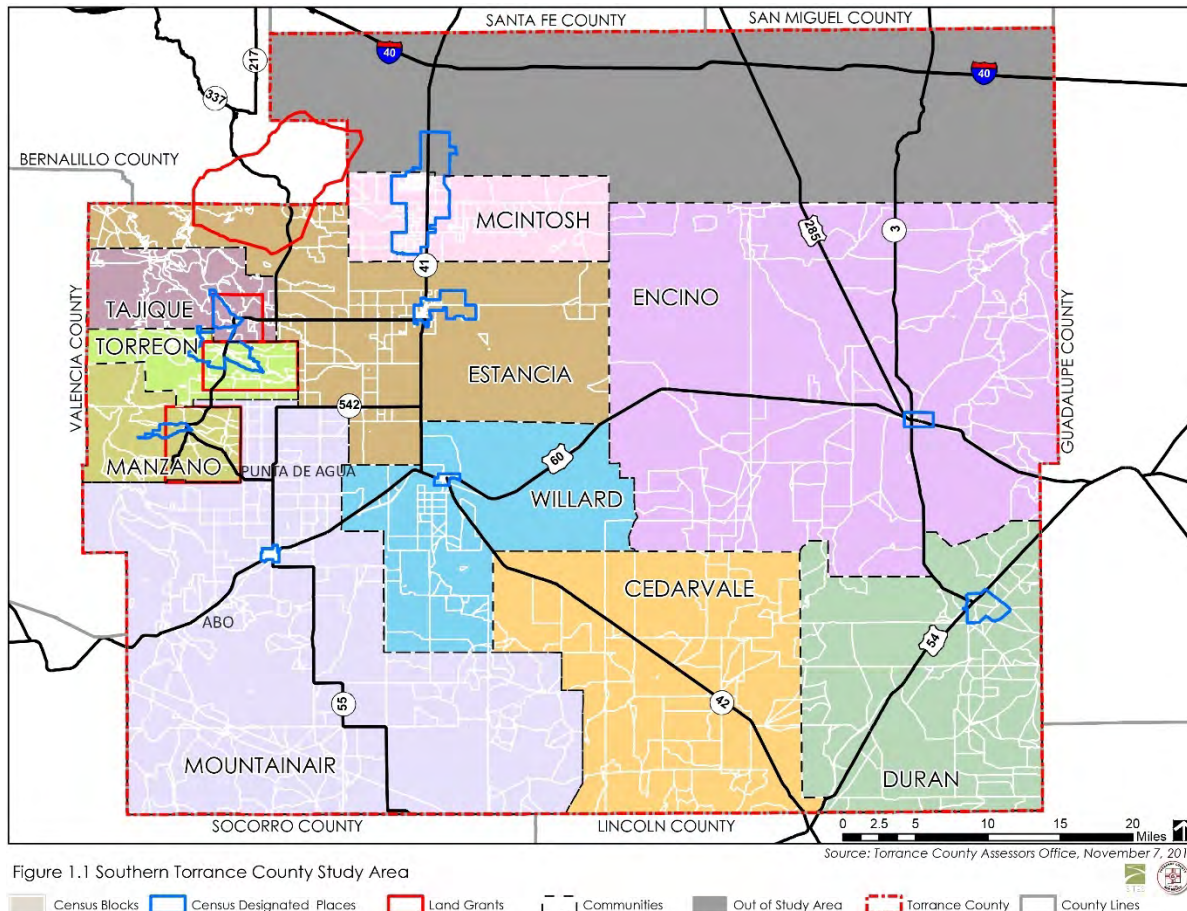 SANTA FE COUNTY
SAN MIGUEL COUNTY
217
40
40
337
BERNALILLO COUNTY
MCINTOSH
285
3
41
ENCINO
TAJIQUE
VALENCIA COUNTY
GUADALUPE COUNTY
TORREON
ESTANCIA
542
MANZANO
PUNTA DE AGUA
60
WILLARD
CEDARVALE
ABO
54
55
42
MOUNTAINAIR
DURAN
SOCORRO COUNTY
LINCOLN COUNTY
0 2.5 5 10 15 20
Miles
Source: Torrance County Assessors Office, November 7, 201
Figure 1.1 Southern Torrance County Study Area
Census Blocks Census Designated Places Land Grants Communities Out of Study Area Torrance County County Lines